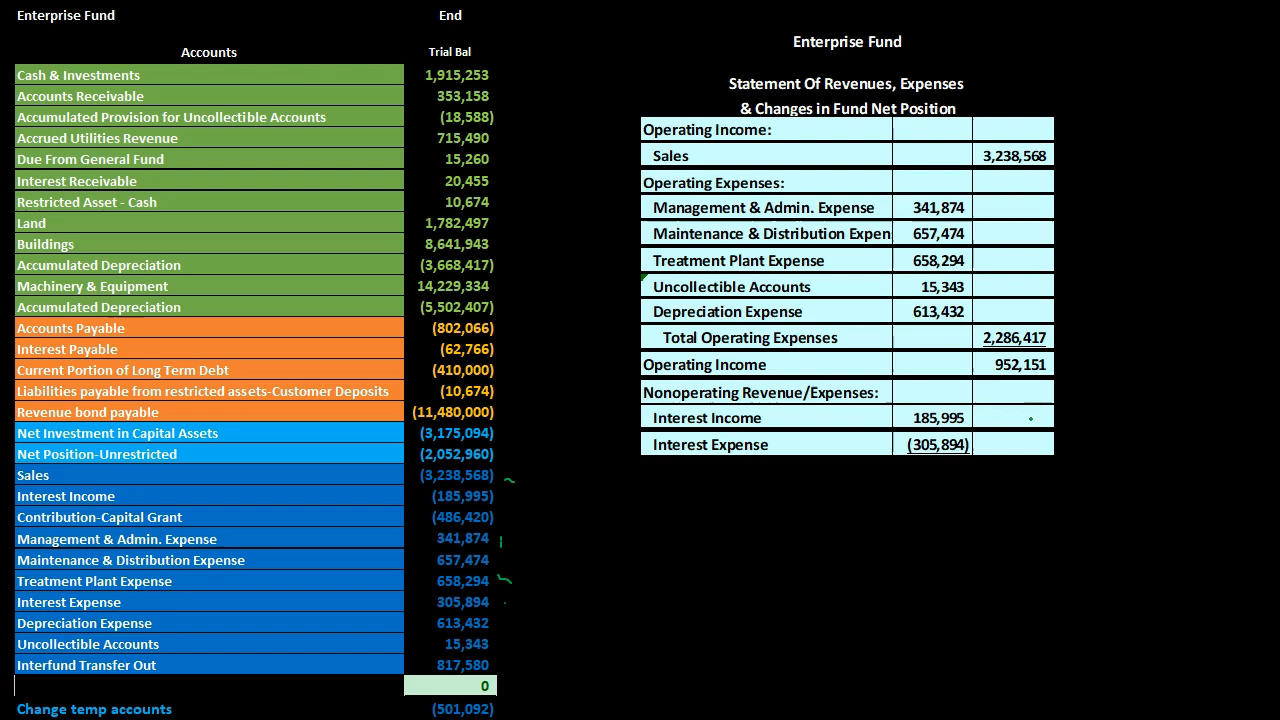 Enterprise Fund End
Accounts Trial Bal
Cash & Investments 1,915,253
Accounts Receivable 353,158
Accumulated Provision for Uncollectible Accounts (18,588)
Accrued Utilities Revenue 715,490
Due From General Fund 15,260
Interest Receivable 20,455
Restricted Asset - Cash 10,674
Land 1,782,497
Buildings 8,641,943
Accumulated Depreciation (3,668,417)
Machinery & Equipment 14,229,334
Accumulated Depreciation (5,502,407)
Accounts Payable (802,066)
Interest Payable (62,766)
Current Portion of Long Term Debt (410,000)
Liabilities payable from restricted assets-Customer Deposits (10,674)
Revenue bond payable (11,480,000)
Net Investment in Capital Assets (3,175,094)
Net Position-Unrestricted (2,052,960)
Sales (3,238,568)
Interest Income (185,995)
Contribution-Capital Grant (486,420)
Management & Admin. Expense 341,874
Maintenance & Distribution Expense 657,474
Treatment Plant Expense 658,294
Interest Expense 305,894
Depreciation Expense 613,432
Uncollectible Accounts 15,343
Interfund Transfer Out 817,580
0
Change temp accounts (501,092)
Enterprise Fund
Statement Of Revenues, Expenses
& Changes in Fund Net Position
Operating Income:
Sales 3,238,568
Operating Expenses:
Management & Admin. Expense 341,874
Maintenance & Distribution Expen 657,474
Treatment Plant Expense 658,294
Uncollectible Accounts 15,343
Depreciation Expense 613,432
Total Operating Expenses 2,286,417
Operating Income 952,151
Nonoperating Revenue/Expenses:
Interest Income 185,995
Interest Expense (305,894)